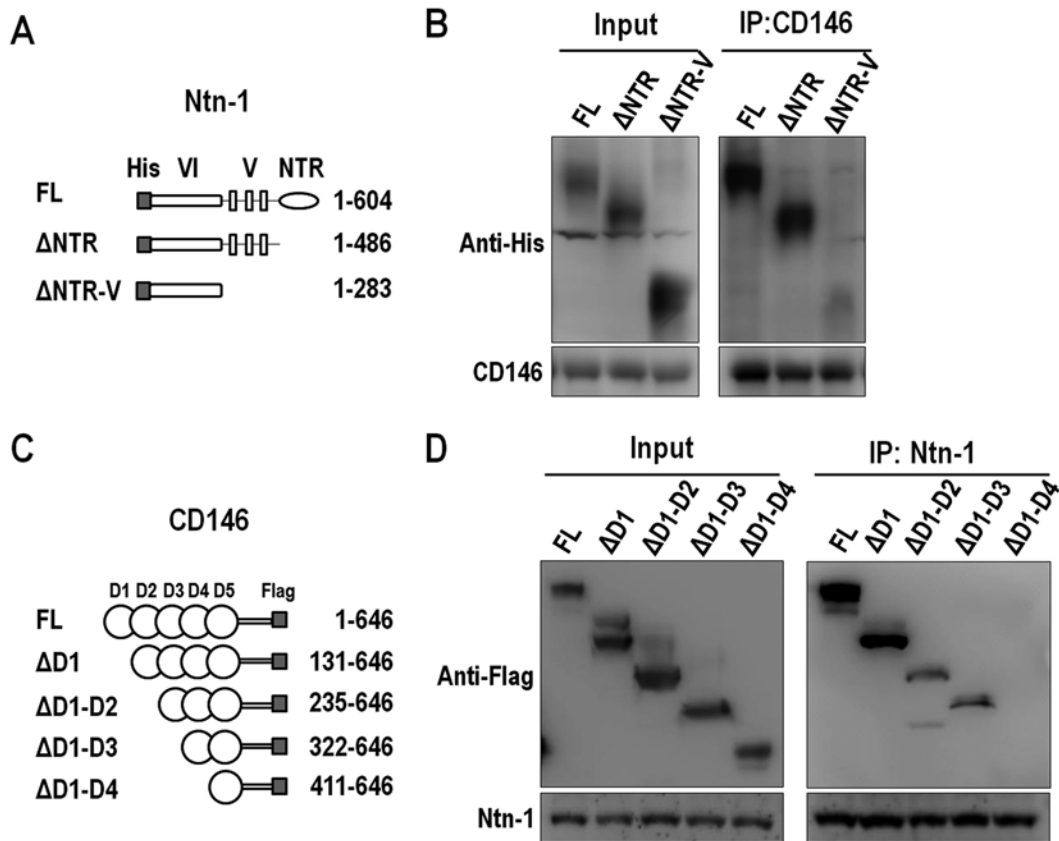 A
Ntn-1
His VI V NTR
FL 1-604
ΔNTR 1-486
ΔNTR-V 1-283
B
Input IP:CD146
FL ΔNTR ΔNTR-V FL ΔNTR ΔNTR-V
Anti-His
CD146
C
CD146
D1 D2 D3 D4 D5 Flag
FL 1-646
ΔD1 131-646
ΔD1-D2 235-646
ΔD1-D3 322-646
ΔD1-D4 411-646
D
Input IP: Ntn-1
FL ΔD1 ΔD1-D2 ΔD1-D3 ΔD1-D4 FL ΔD1 ΔD1-D2 ΔD1-D3 ΔD1-D4
Anti-Flag
Ntn-1